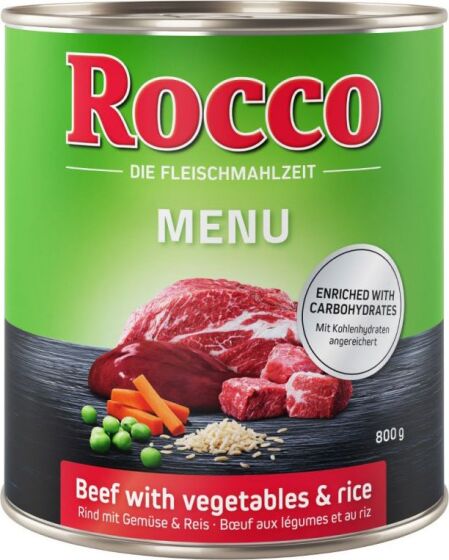 Rocco
DIE FLEISCHMAHLZEIT
MENU
ENRICHED WITH
CARBOHYDRATES
Mit Kohlenhydraten
angereichert
800 g
Beef with vegetables & rice
Rind mit Gemüse & Reis · Bœuf aux légumes et au riz